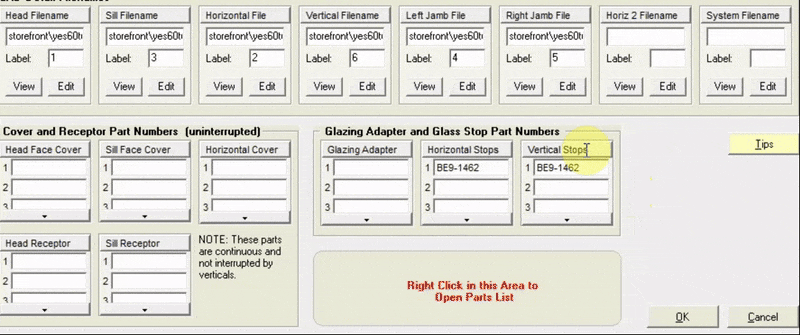 Head Filename Sill Filename Horizontal File Vertical Filename Left Jamb File Right Jamb File Horiz 2 Filename System Filename
storefront\yes60t storefront\yes60t storefront\yes60t storefront\yes60t storefront\yes60t storefront\yes60t
Label: 1 Label: 3 Label: 2 Label: 6 Label: 4 Label: 5 Label: Label:
View Edit View Edit View Edit View Edit View Edit View Edit View Edit View Edit
Cover and Receptor Part Numbers (uninterrupted)
Head Face Cover Sill Face Cover Horizontal Cover
1 1 1
2 2 2
3 3 3
Head Receptor Sill Receptor
1 1
2 2
3 3
NOTE: These parts
are continuous and
not interrupted by
verticals.
Glazing Adapter and Glass Stop Part Numbers
Glazing Adapter Horizontal Stops Vertical Stops
1 1 BE9-1462 1 BE9-1462
2 2 2
3 3 3
Right Click in this Area to
Open Parts List
Tips
OK Cancel